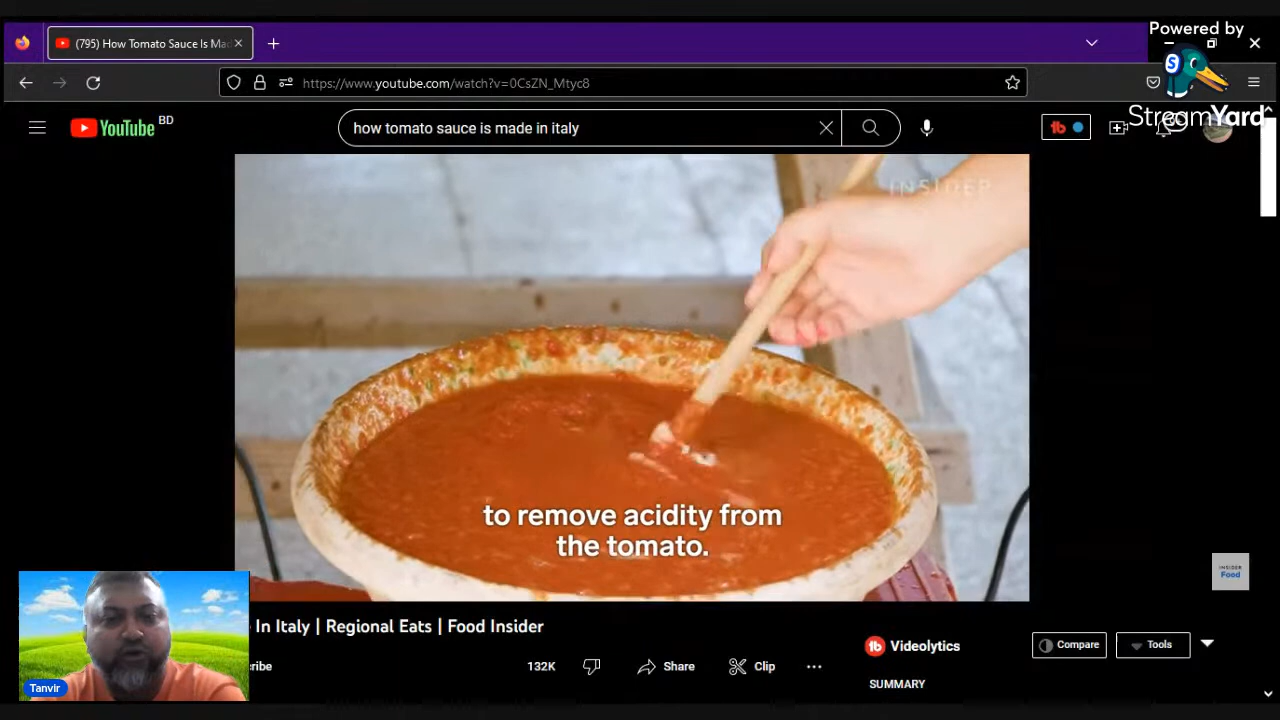 Powered by
StreamYard
(795) How Tomato Sauce Is Mad
https://www.youtube.com/watch?v=0CsZN_Mtyc8
YouTube BD
how tomato sauce is made in italy
INSIDER
to remove acidity from
the tomato.
INSIDER
Food
In Italy | Regional Eats | Food Insider
Videolytics
Compare
Tools
ribe
132K
Share
Clip
SUMMARY
Tanvir